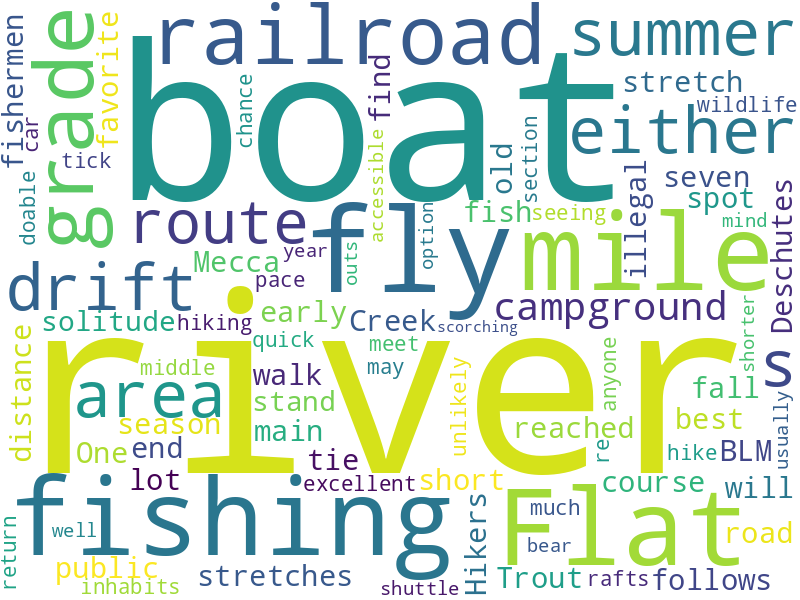 fishermen
railroad
summer
grade
favorite
boat
chance
find
stretch
wildlife
car
tick
either
doable
accessible
old
section
illegal
seven
spot
route
fly
fish
seeing
mind
mile
Deschutes
Mecca
year
outs
option
drift
pace
campground
solitude
hiking
early
Creek
scorching
shorter
distance
river
quick
meet
s
middle
may
anyone
area
walk
unlikely
fall
usually
season
stand
best
One
end
main
reached
re
hike
BLM
tie
lot
excellent
short
course
will
fishing
Hikers
Flat
much
road
return
well
bear
public
stretches
Trout
rafts
follows
inhabits
shuttle